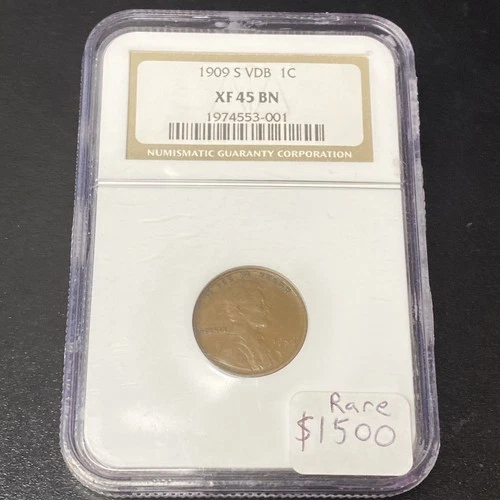 1909 S VDB 1C
XF 45 BN
1974553-001
NUMISMATIC GUARANTY CORPORATION
Rare
$1500